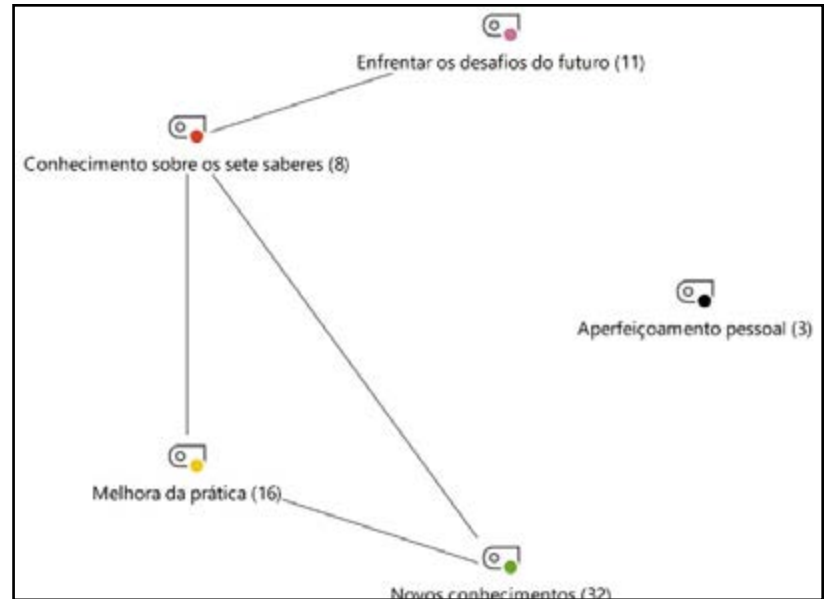 Enfrentar os desafios do futuro (11)
Conhecimento sobre os sete saberes (8)
Aperfeiçoamento pessoal (3)
Melhora da prática (16)
Novos conhecimentos (32)